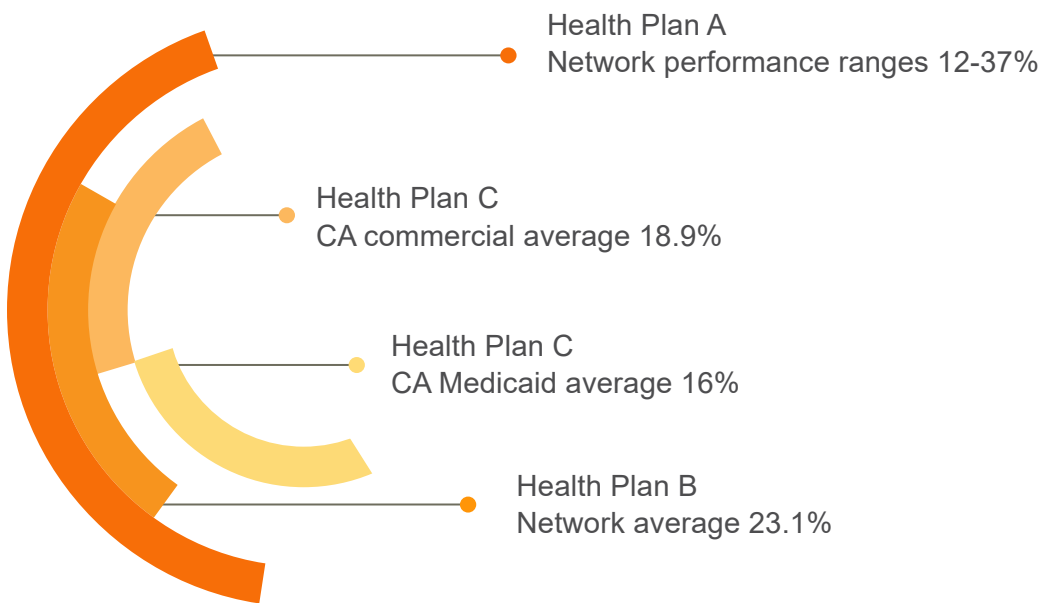 Health Plan A
Network performance ranges 12-37%
Health Plan C
CA commercial average 18.9%
Health Plan C
CA Medicaid average 16%
Health Plan B
Network average 23.1%